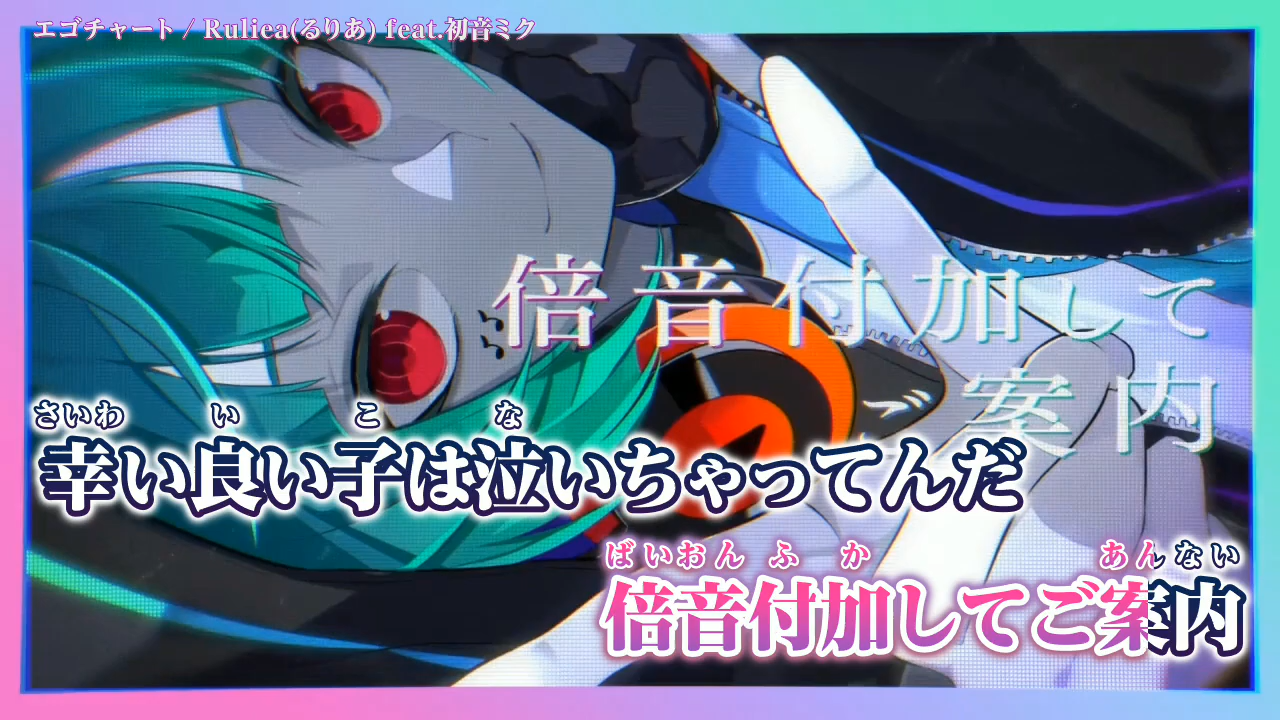 エゴチャート / Ruliea(るりあ) feat.初音ミク
倍音付加して
ご案内
さいわ い こ な
幸い良い子は泣いちゃってんだ
ばいおん ふ か あんない
倍音付加してご案内